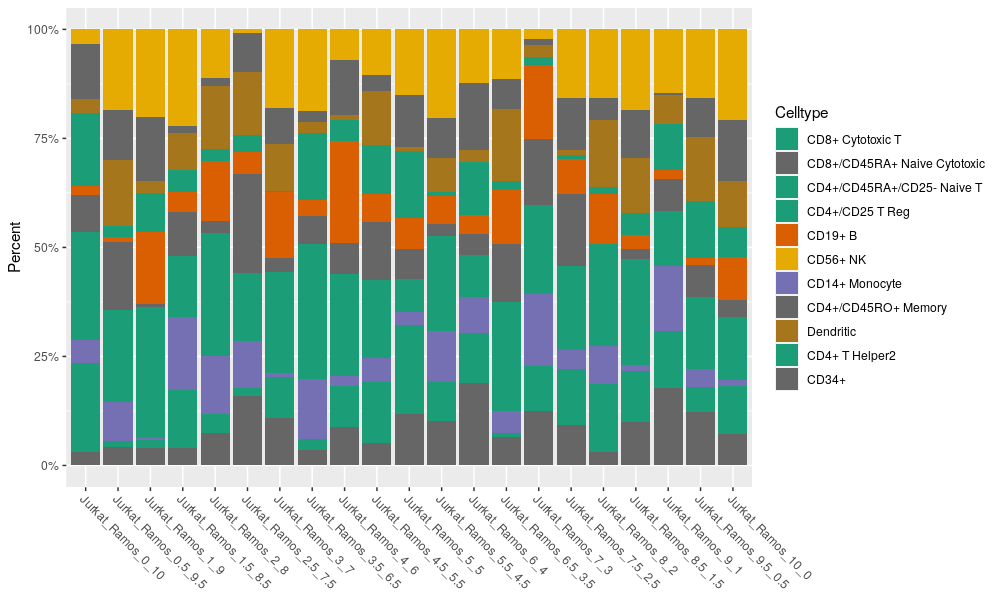 100%
75%
50%
25%
0%
Percent
Jurkat_Ramos_0_10
Jurkat_Ramos_0.5_9.5
Jurkat_Ramos_1_9
Jurkat_Ramos_1.5_8.5
Jurkat_Ramos_2_8
Jurkat_Ramos_2.5_7.5
Jurkat_Ramos_3_7
Jurkat_Ramos_3.5_6.5
Jurkat_Ramos_4_6
Jurkat_Ramos_4.5_5.5
Jurkat_Ramos_5_5
Jurkat_Ramos_5.5_4.5
Jurkat_Ramos_6_4
Jurkat_Ramos_6.5_3.5
Jurkat_Ramos_7_3
Jurkat_Ramos_7.5_2.5
Jurkat_Ramos_8_2
Jurkat_Ramos_8.5_1.5
Jurkat_Ramos_9_1
Jurkat_Ramos_9.5_0.5
Jurkat_Ramos_10_0
Celltype
CD8+ Cytotoxic T
CD8+/CD45RA+ Naive Cytotoxic
CD4+/CD45RA+/CD25- Naive T
CD4+/CD25 T Reg
CD19+ B
CD56+ NK
CD14+ Monocyte
CD4+/CD45RO+ Memory
Dendritic
CD4+ T Helper2
CD34+